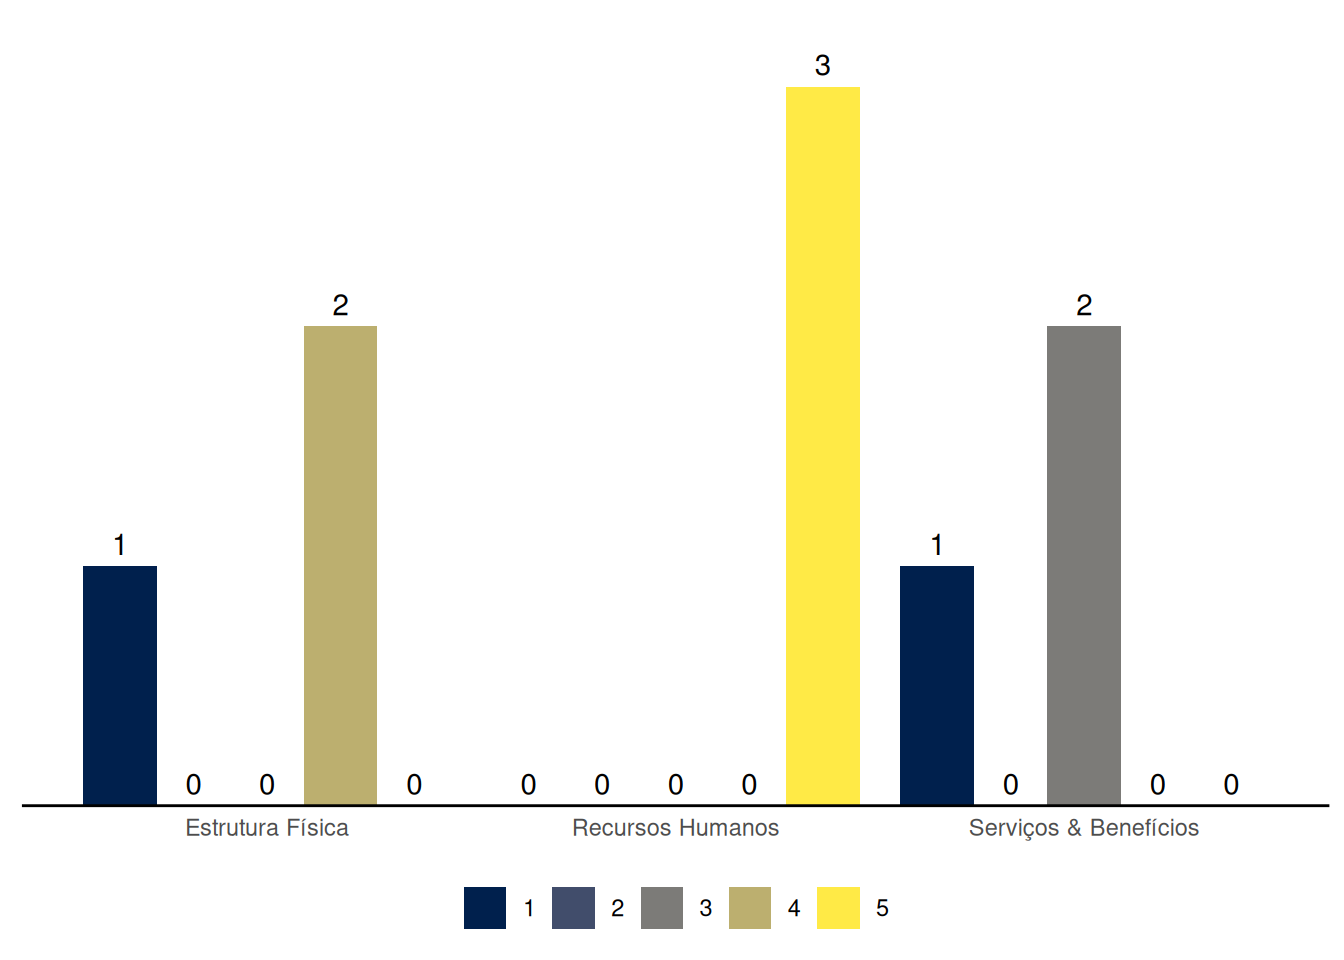 3
2 2
1 1
0 0 0 0 0 0 0 0 0 0
Estrutura Física Recursos Humanos Serviços & Benefícios
1 2 3 4 5